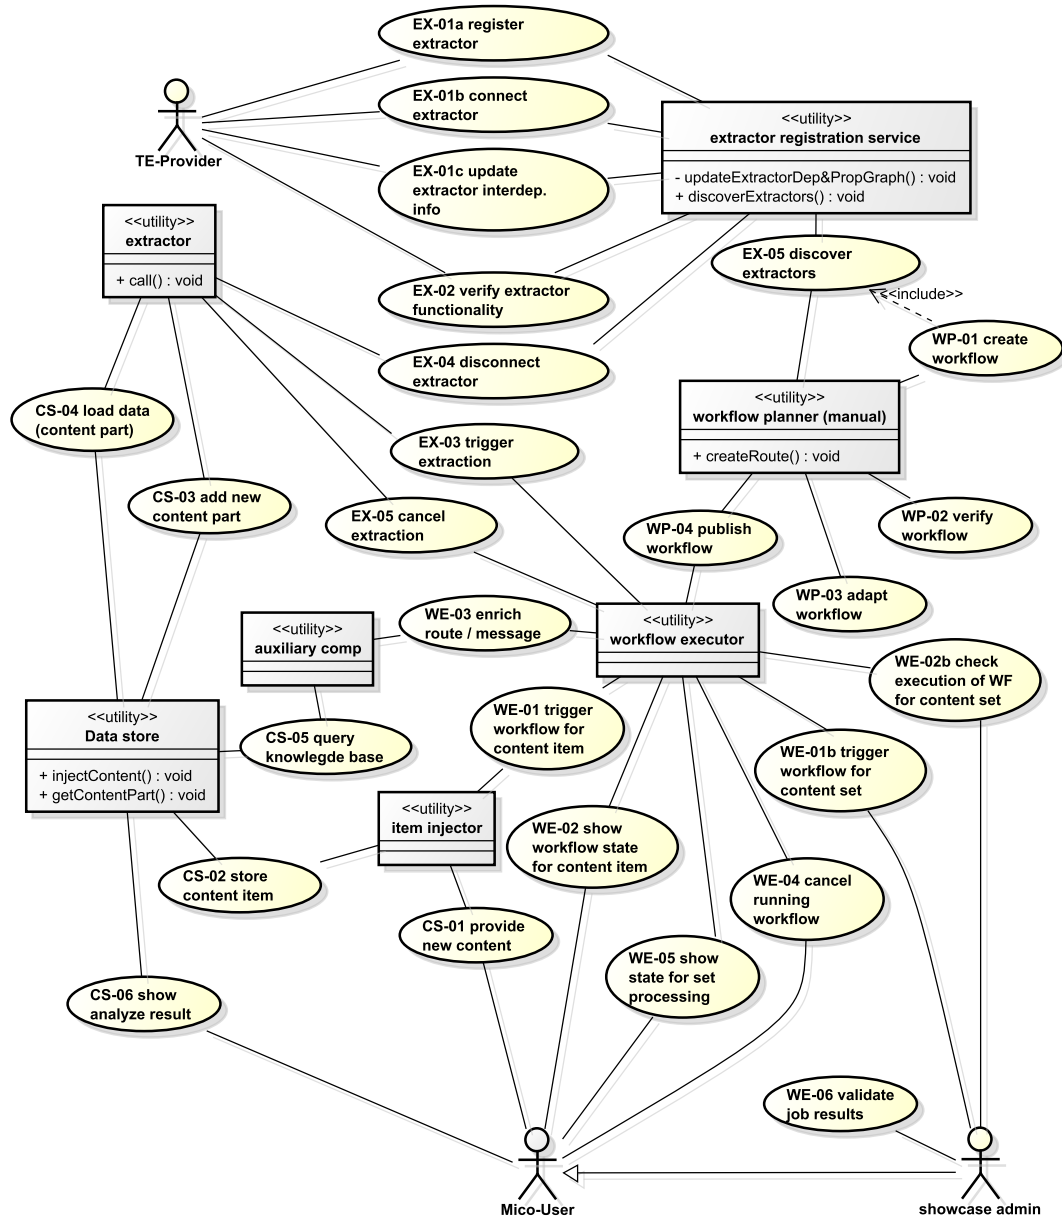 EX-01a register
extractor
EX-01b connect
extractor
TE-Provider
<<utility>>
extractor registration service
- updateExtractorDep&PropGraph() : void
+ discoverExtractors() : void
EX-01c update
extractor interdep.
info
<<utility>>
extractor
+ call() : void
EX-05 discover
extractors
EX-02 verify extractor
functionality
<<include>>
WP-01 create
workflow
EX-04 disconnect
extractor
<<utility>>
workflow planner (manual)
+ createRoute() : void
CS-04 load data
(content part)
EX-03 trigger
extraction
CS-03 add new
content part
EX-05 cancel
extraction
WP-04 publish
workflow
WP-02 verify
workflow
WP-03 adapt
workflow
WE-03 enrich
route / message
<<utility>>
auxiliary comp
<<utility>>
workflow executor
WE-02b check
execution of WF
for content set
<<utility>>
Data store
+ injectContent() : void
+ getContentPart() : void
CS-05 query
knowlegde base
WE-01 trigger
workflow for
content item
WE-01b trigger
workflow for
content set
<<utility>>
item injector
WE-02 show
workflow state
for content item
CS-02 store
content item
WE-04 cancel
running
workflow
CS-01 provide
new content
WE-05 show
state for set
processing
CS-06 show
analyze result
WE-06 validate
job results
Mico-User
showcase admin